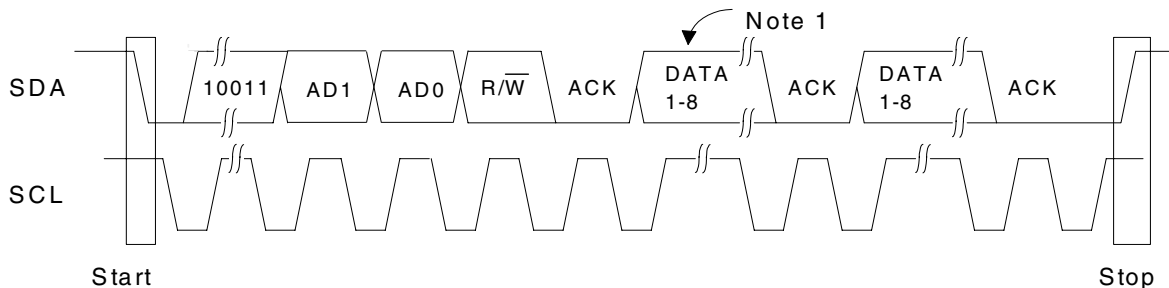 Note 1
SDA
10011
AD1
AD0
R/W̅
ACK
DATA
1-8
ACK
DATA
1-8
ACK
SCL
Start
Stop